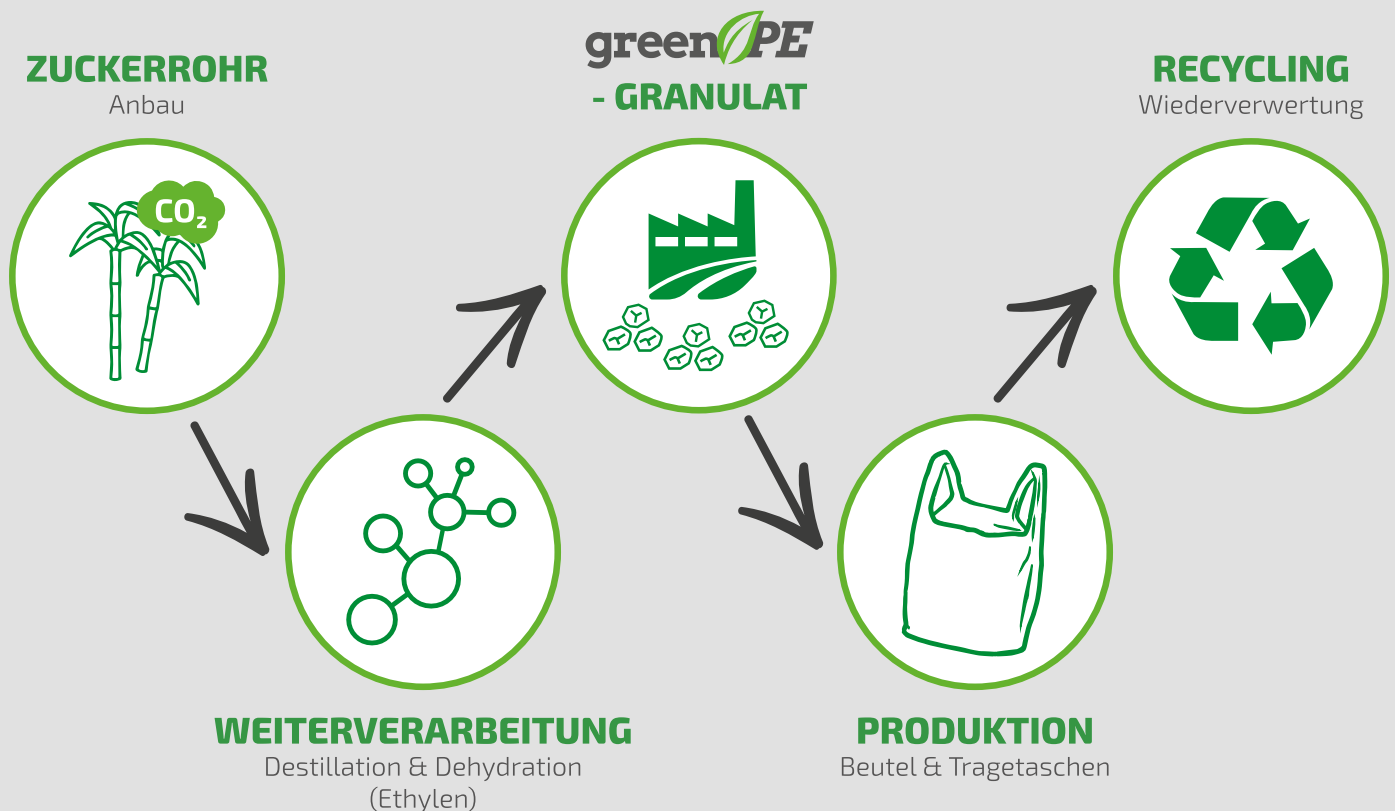 ZUCKERROHR
Anbau
CO₂
WEITERVERARBEITUNG
Destillation & Dehydration
(Ethylen)
greenPE
- GRANULAT
PRODUKTION
Beutel & Tragetaschen
RECYCLING
Wiederverwertung